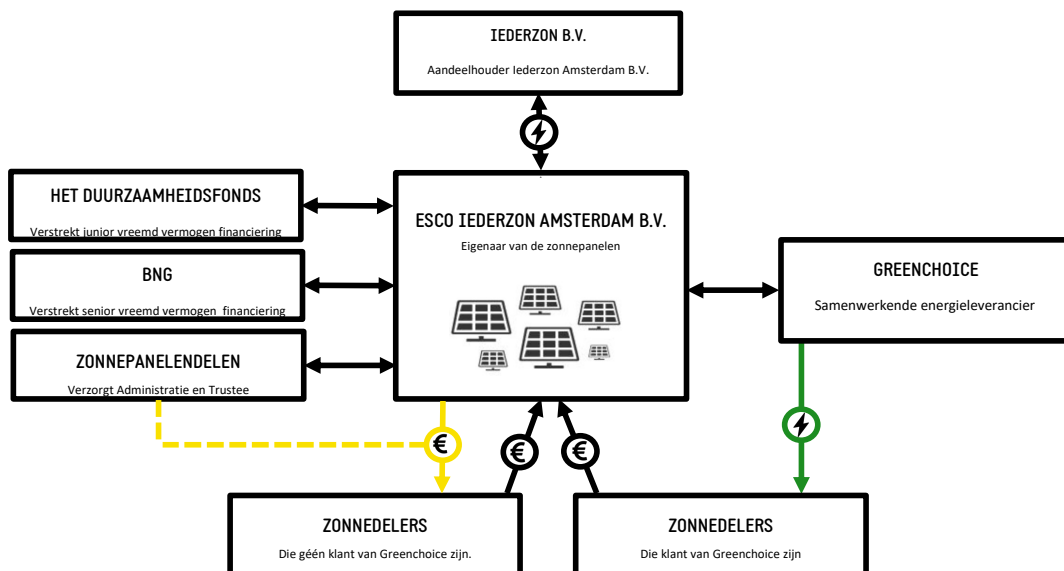 IEDERZON B.V.
Aandeelhouder Iederzon Amsterdam B.V.
HET DUURZAAMHEIDSFONDS
Verstrekt junior vreemd vermogen financiering
BNG
Verstrekt senior vreemd vermogen financiering
ZONNEPANELENDELEN
Verzorgt Administratie en Trustee
ESCO IEDERZON AMSTERDAM B.V.
Eigenaar van de zonnepanelen
GREENCHOICE
Samenwerkende energieleverancier
€
€
€
ZONNEDELERS
Die géén klant van Greenchoice zijn.
ZONNEDELERS
Die klant van Greenchoice zijn